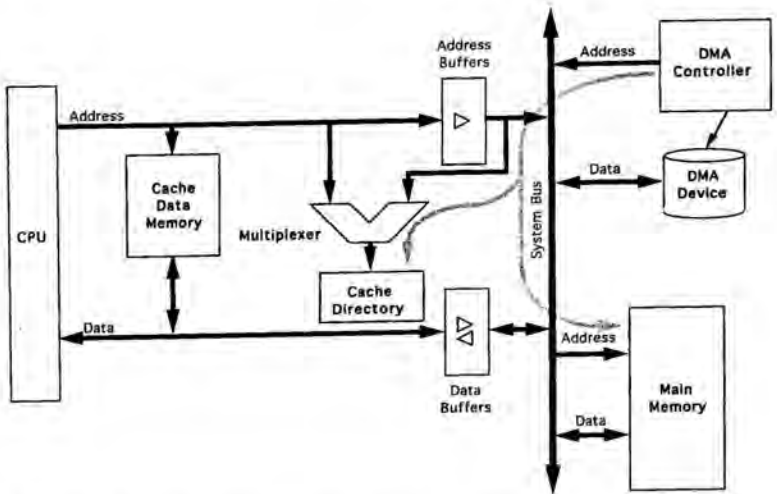 Address
Buffers
Address
DMA
Controller
Address
Data
DMA
Device
Cache
Data
Memory
CPU
Multiplexer
System Bus
Cache
Directory
Data
Address
Data
Buffers
Main
Memory
Data